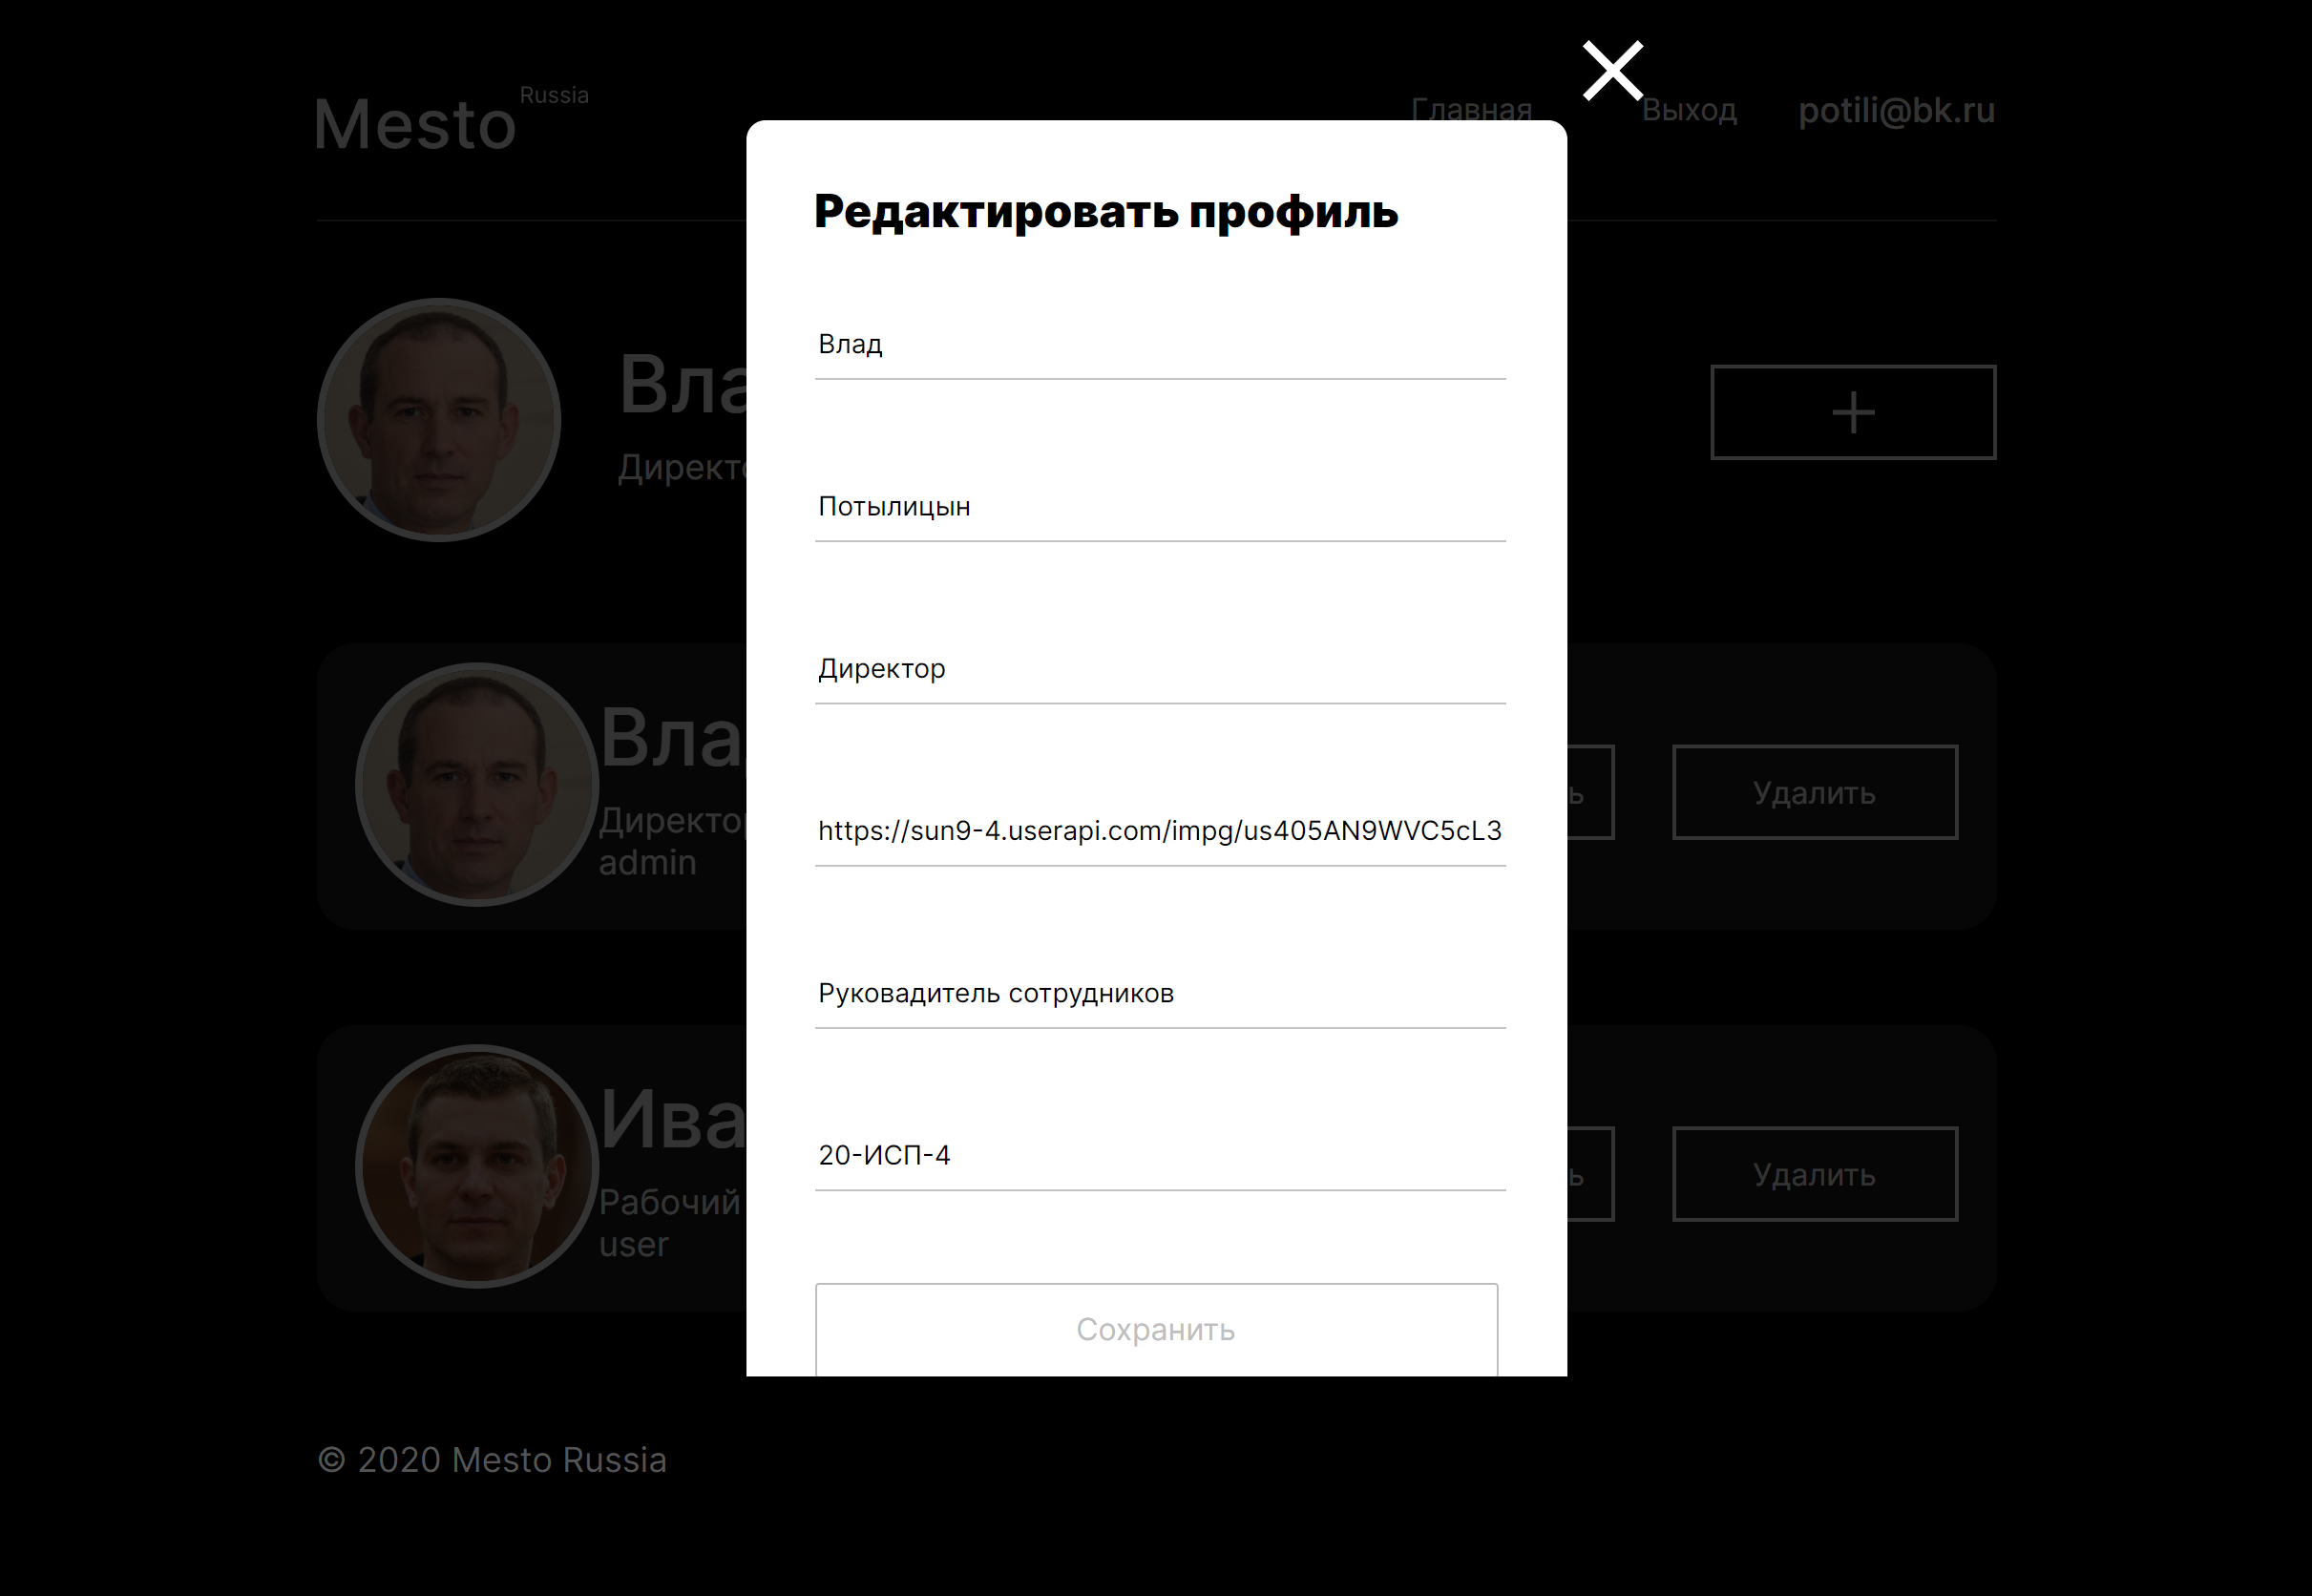 Mesto Russia
Главная
Выход
potili@bk.ru
Редактировать профиль
Влад
Потылицын
Директор
https://sun9-4.userapi.com/impg/us405AN9WVC5cL3
Руковадитель сотрудников
20-ИСП-4
Сохранить
Вла
Директо
Вла
Директор
admin
ь
Удалить
Ива
Рабочий
user
ь
Удалить
© 2020 Mesto Russia